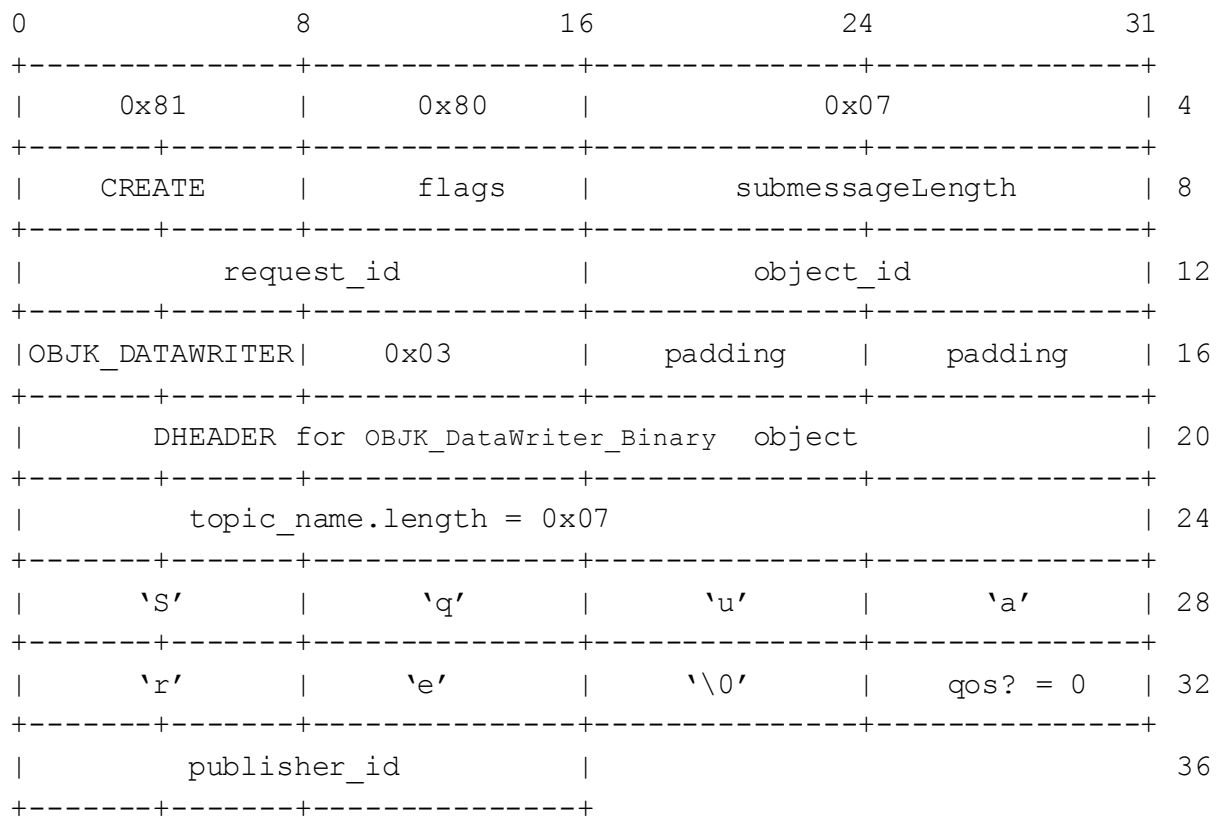 0 8 16 24 31
+---------------+--------------+--------------+---------------+
| 0x81 | 0x80 | 0x07 | 4
+-------+-------+--------------+--------------+---------------+
| CREATE | flags | submessageLength | 8
+-------+-------+--------------+--------------+---------------+
| request_id | object_id | 12
+-------+-------+--------------+--------------+---------------+
|OBJK_DATAWRITER| 0x03 | padding | padding | 16
+-------+-------+--------------+--------------+---------------+
| DHEADER for OBJK_DataWriter_Binary object | 20
+-------+-------+--------------+--------------+---------------+
| topic_name.length = 0x07 | 24
+-------+-------+--------------+--------------+---------------+
| ‘S’ | ‘q’ | ‘u’ | ‘a’ | 28
+-------+-------+--------------+--------------+---------------+
| ‘r’ | ‘e’ | ‘\0’ | qos? = 0 | 32
+-------+-------+--------------+--------------+---------------+
| publisher_id | 36
+-------+-------+--------------+